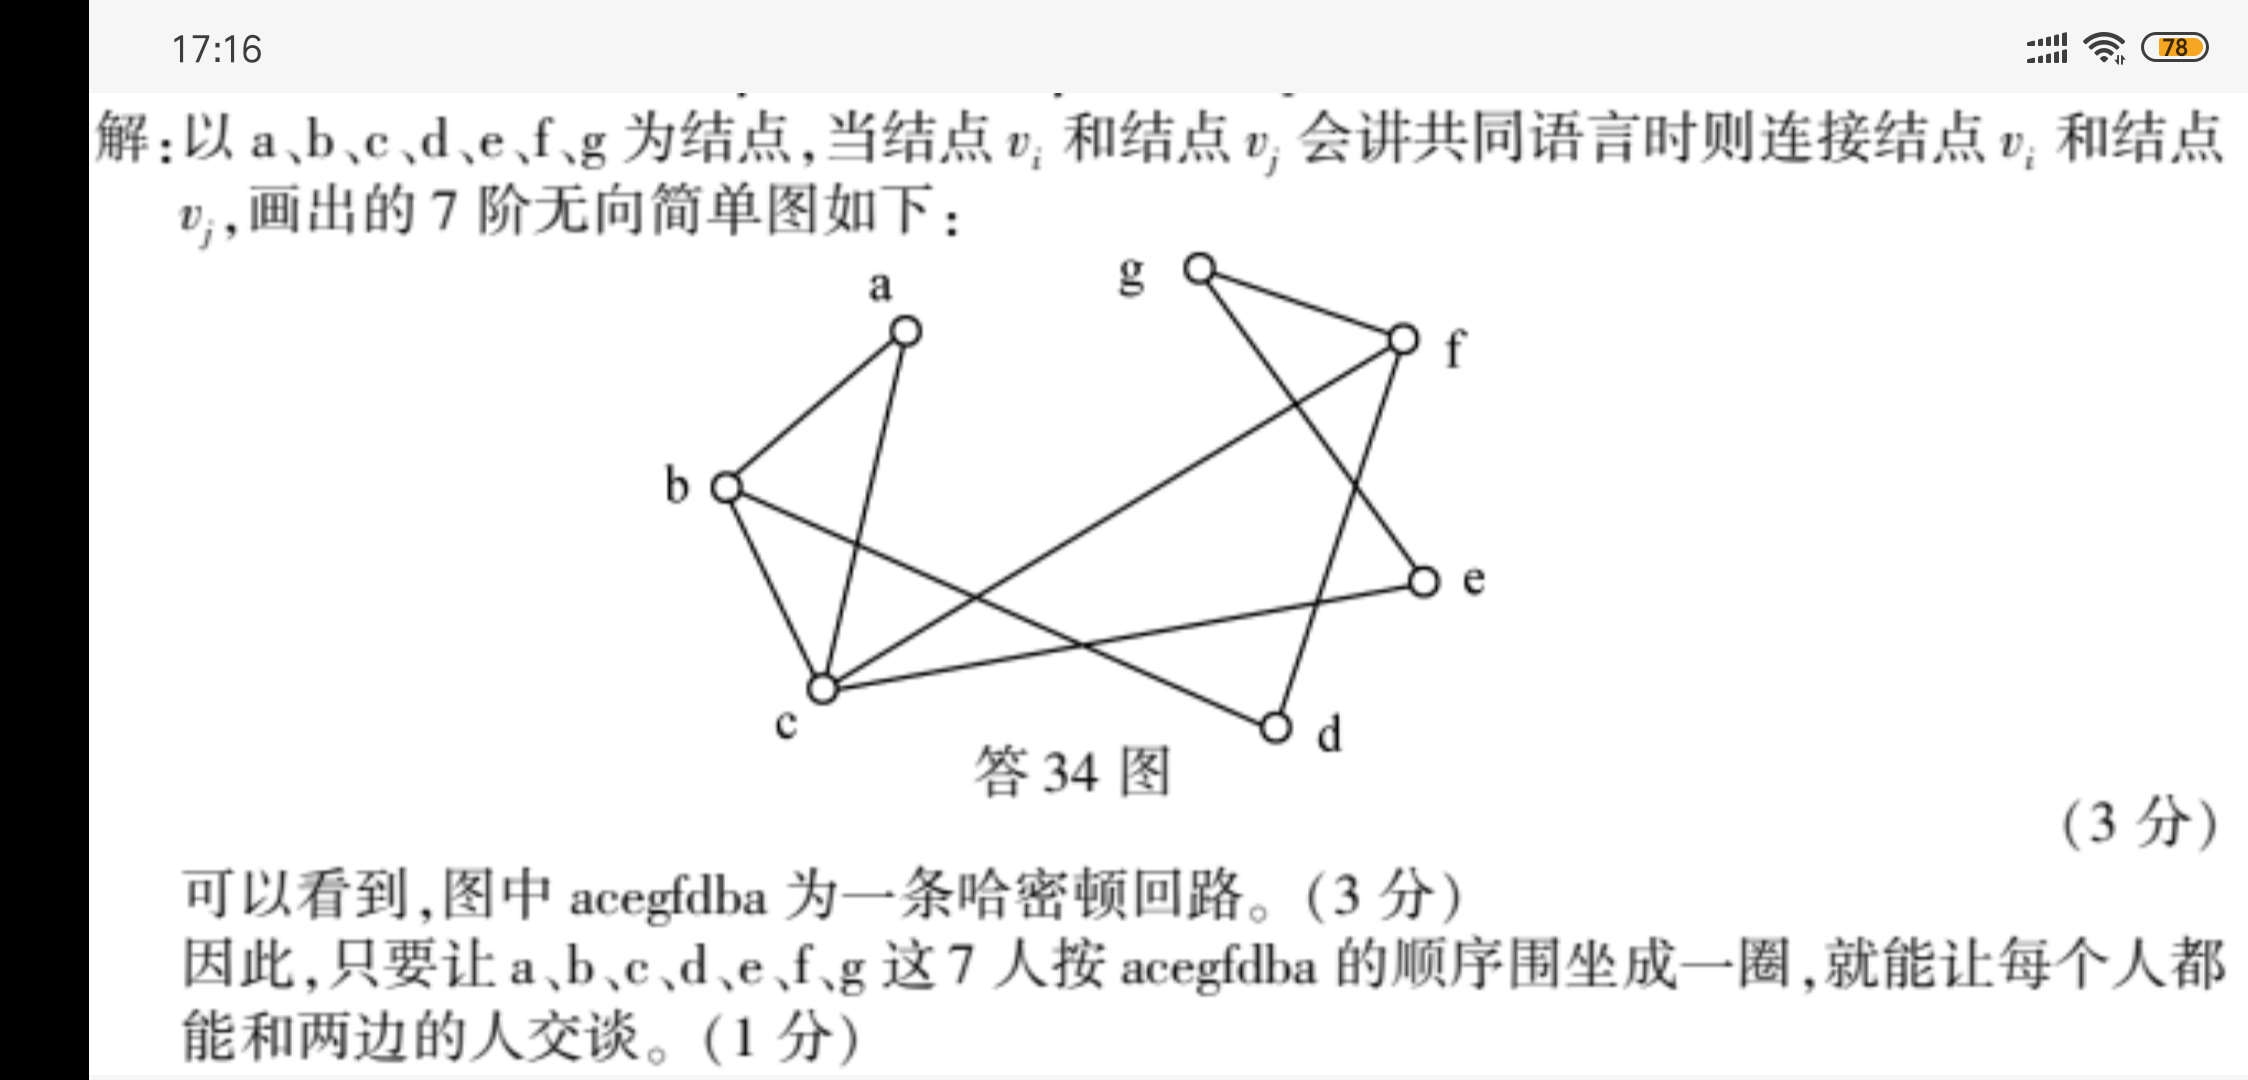 17:16
78
解:以 a、b、c、d、e、f、g 为结点,当结点 vᵢ 和结点 vⱼ 会讲共同语言时则连接结点 vᵢ 和结点
vⱼ,画出的 7 阶无向简单图如下:
a
g
f
b
e
c
d
答 34 图
(3 分)
可以看到,图中 acegfdba 为一条哈密顿回路。(3 分)
因此,只要让 a、b、c、d、e、f、g 这 7 人按 acegfdba 的顺序围坐成一圈,就能让每个人都
能和两边的人交谈。(1 分)